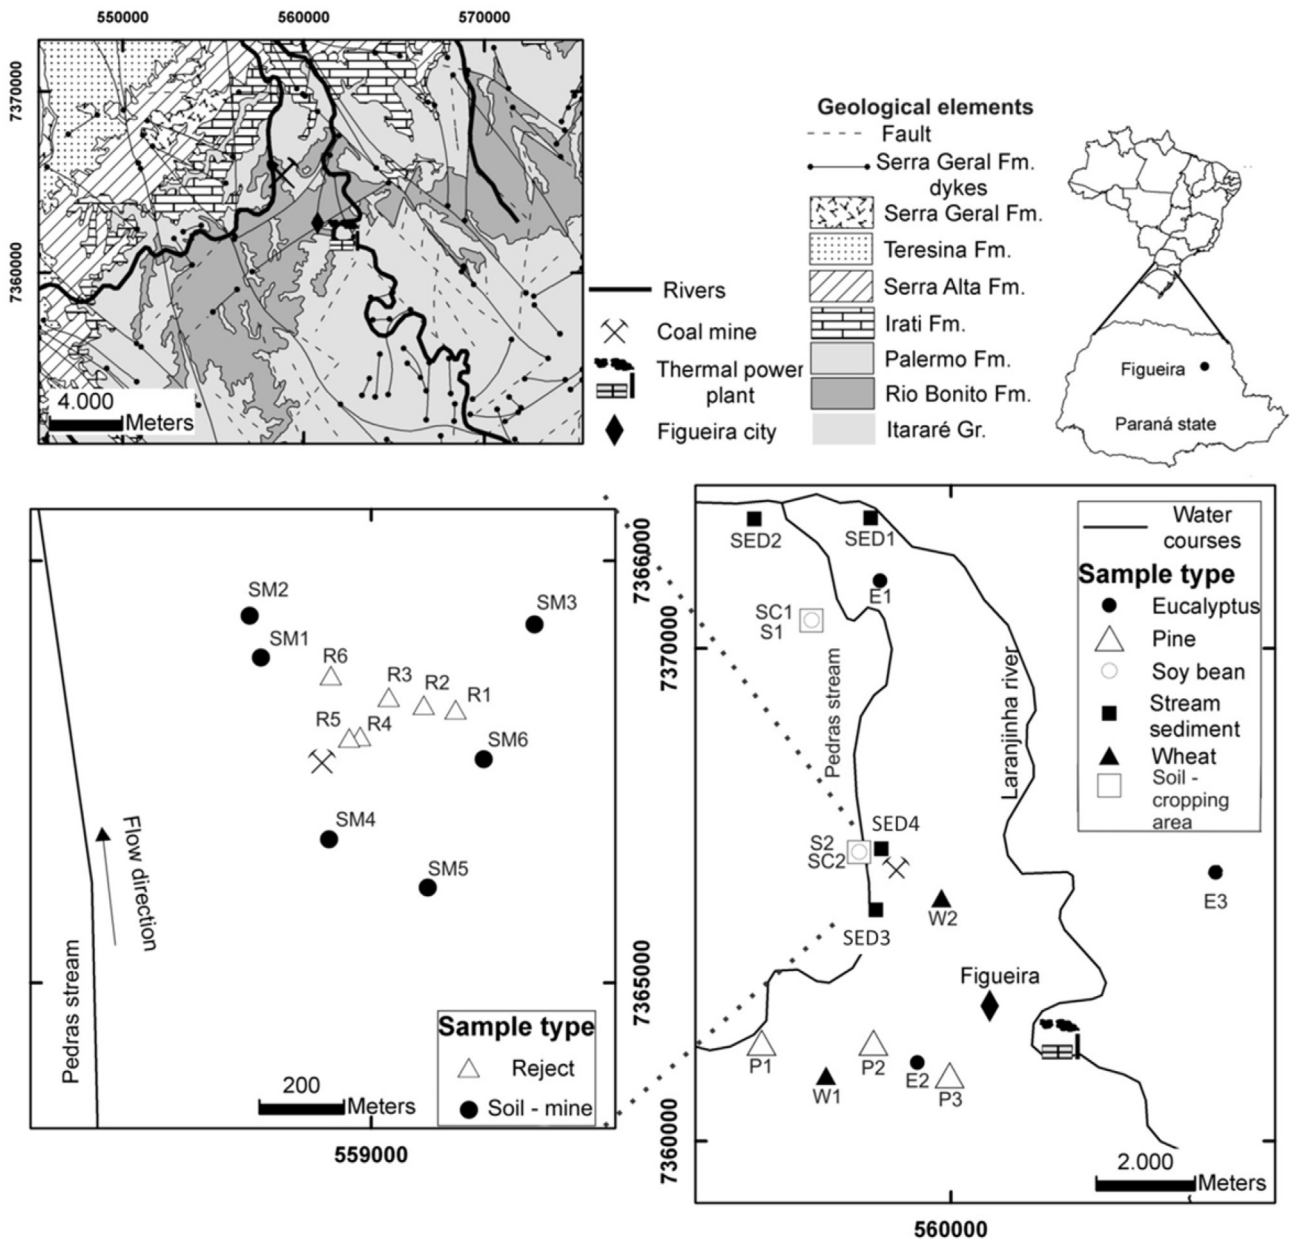 550000
560000
570000
7370000
7360000
4.000
Meters
Rivers
Coal mine
Thermal power
plant
Figueira city
Geological elements
Fault
Serra Geral Fm.
dykes
Serra Geral Fm.
Teresina Fm.
Serra Alta Fm.
Irati Fm.
Palermo Fm.
Rio Bonito Fm.
Itararé Gr.
Figueira
Paraná state
SM2
SM1
SM3
R6
R3
R2
R1
R5
R4
SM6
SM4
SM5
Flow direction
Pedras stream
Sample type
Reject
Soil - mine
200
Meters
559000
7366000
7365000
SED2
SED1
E1
SC1
S1
Pedras stream
Laranjinha river
S2
SC2
SED4
SED3
W2
E3
Figueira
P1
P2
E2
P3
W1
Water
courses
Sample type
Eucalyptus
Pine
Soy bean
Stream
sediment
Wheat
Soil -
cropping
area
2.000
Meters
7370000
7360000
560000